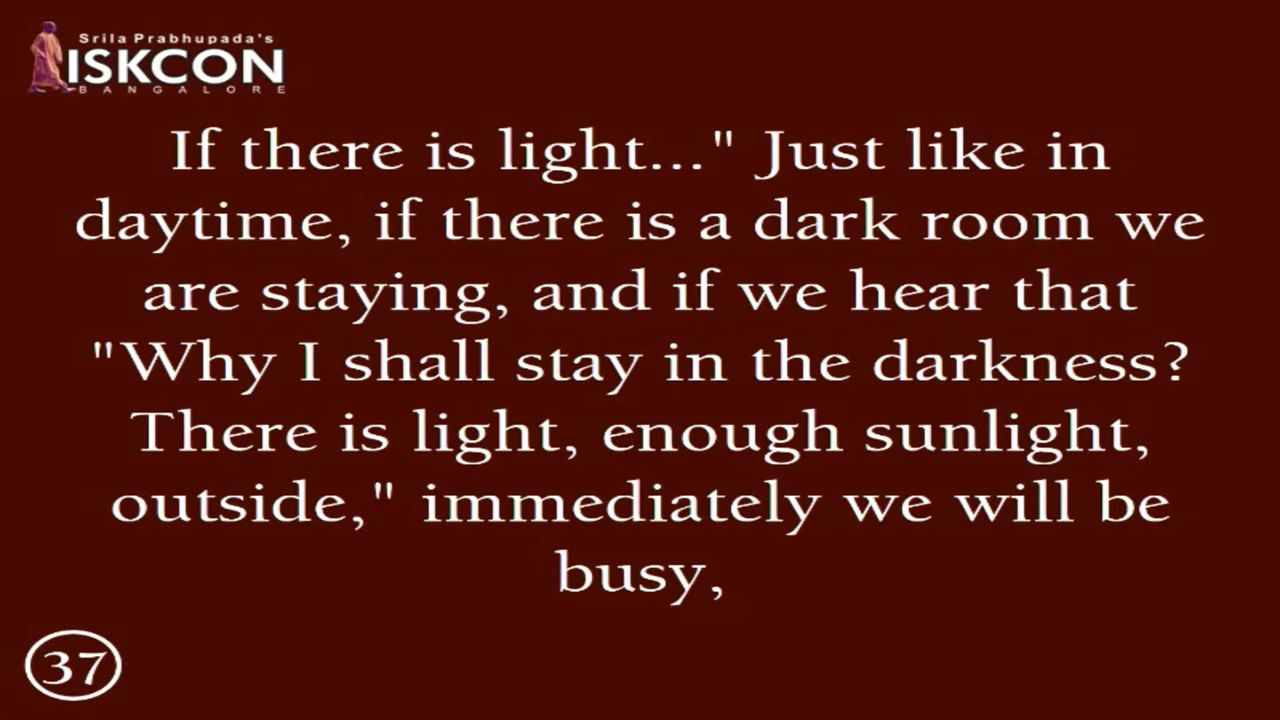 Srila Prabhupada's
ISKCON
BANGALORE
If there is light..." Just like in
daytime, if there is a dark room we
are staying, and if we hear that
"Why I shall stay in the darkness?
There is light, enough sunlight,
outside," immediately we will be
busy,
37